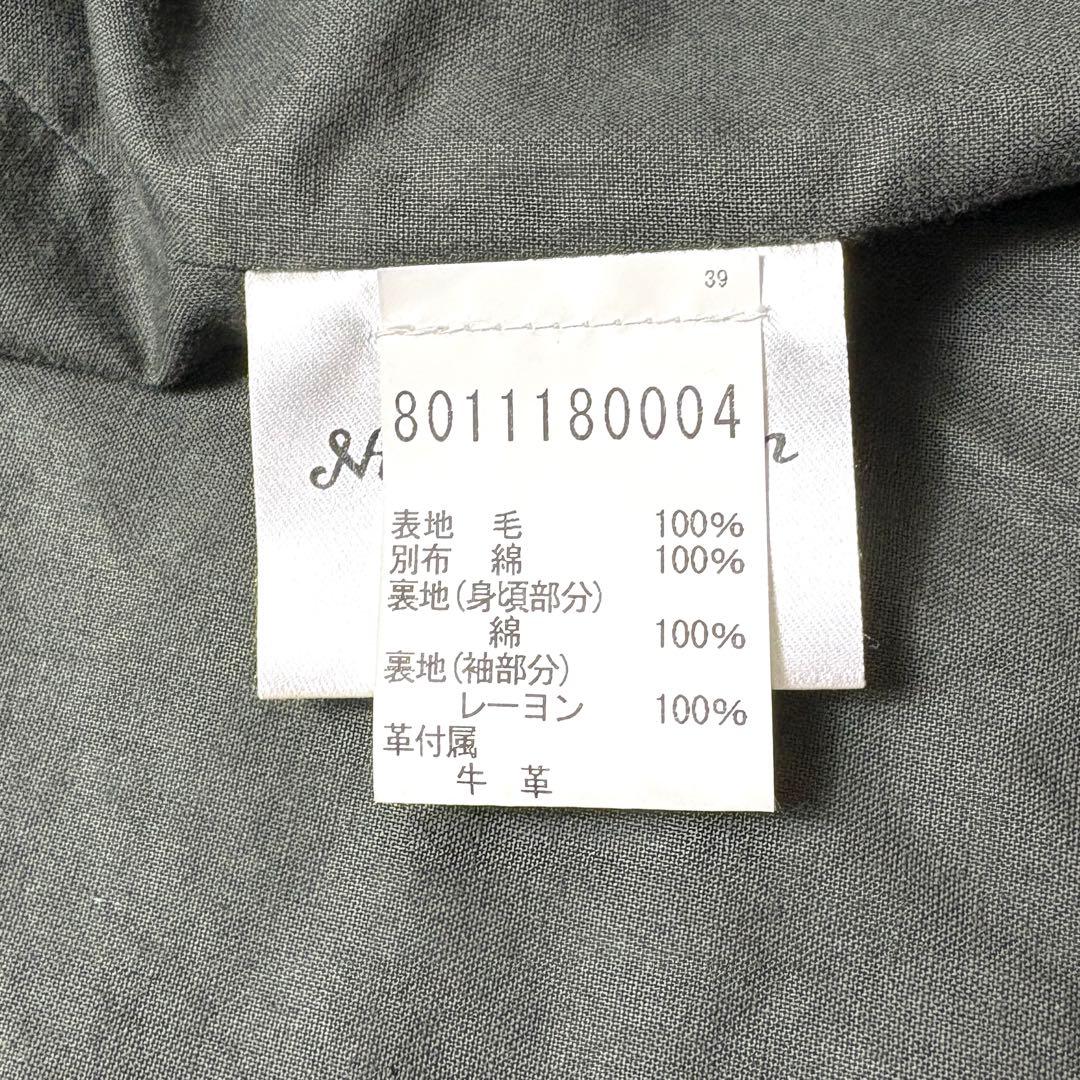 39
8011180004
表地 毛 100%
別布 綿 100%
裏地(身頃部分)
綿 100%
裏地(袖部分)
レーヨン 100%
革付属
牛 革